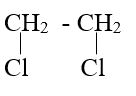 CH₂ - CH₂
| |
Cl Cl